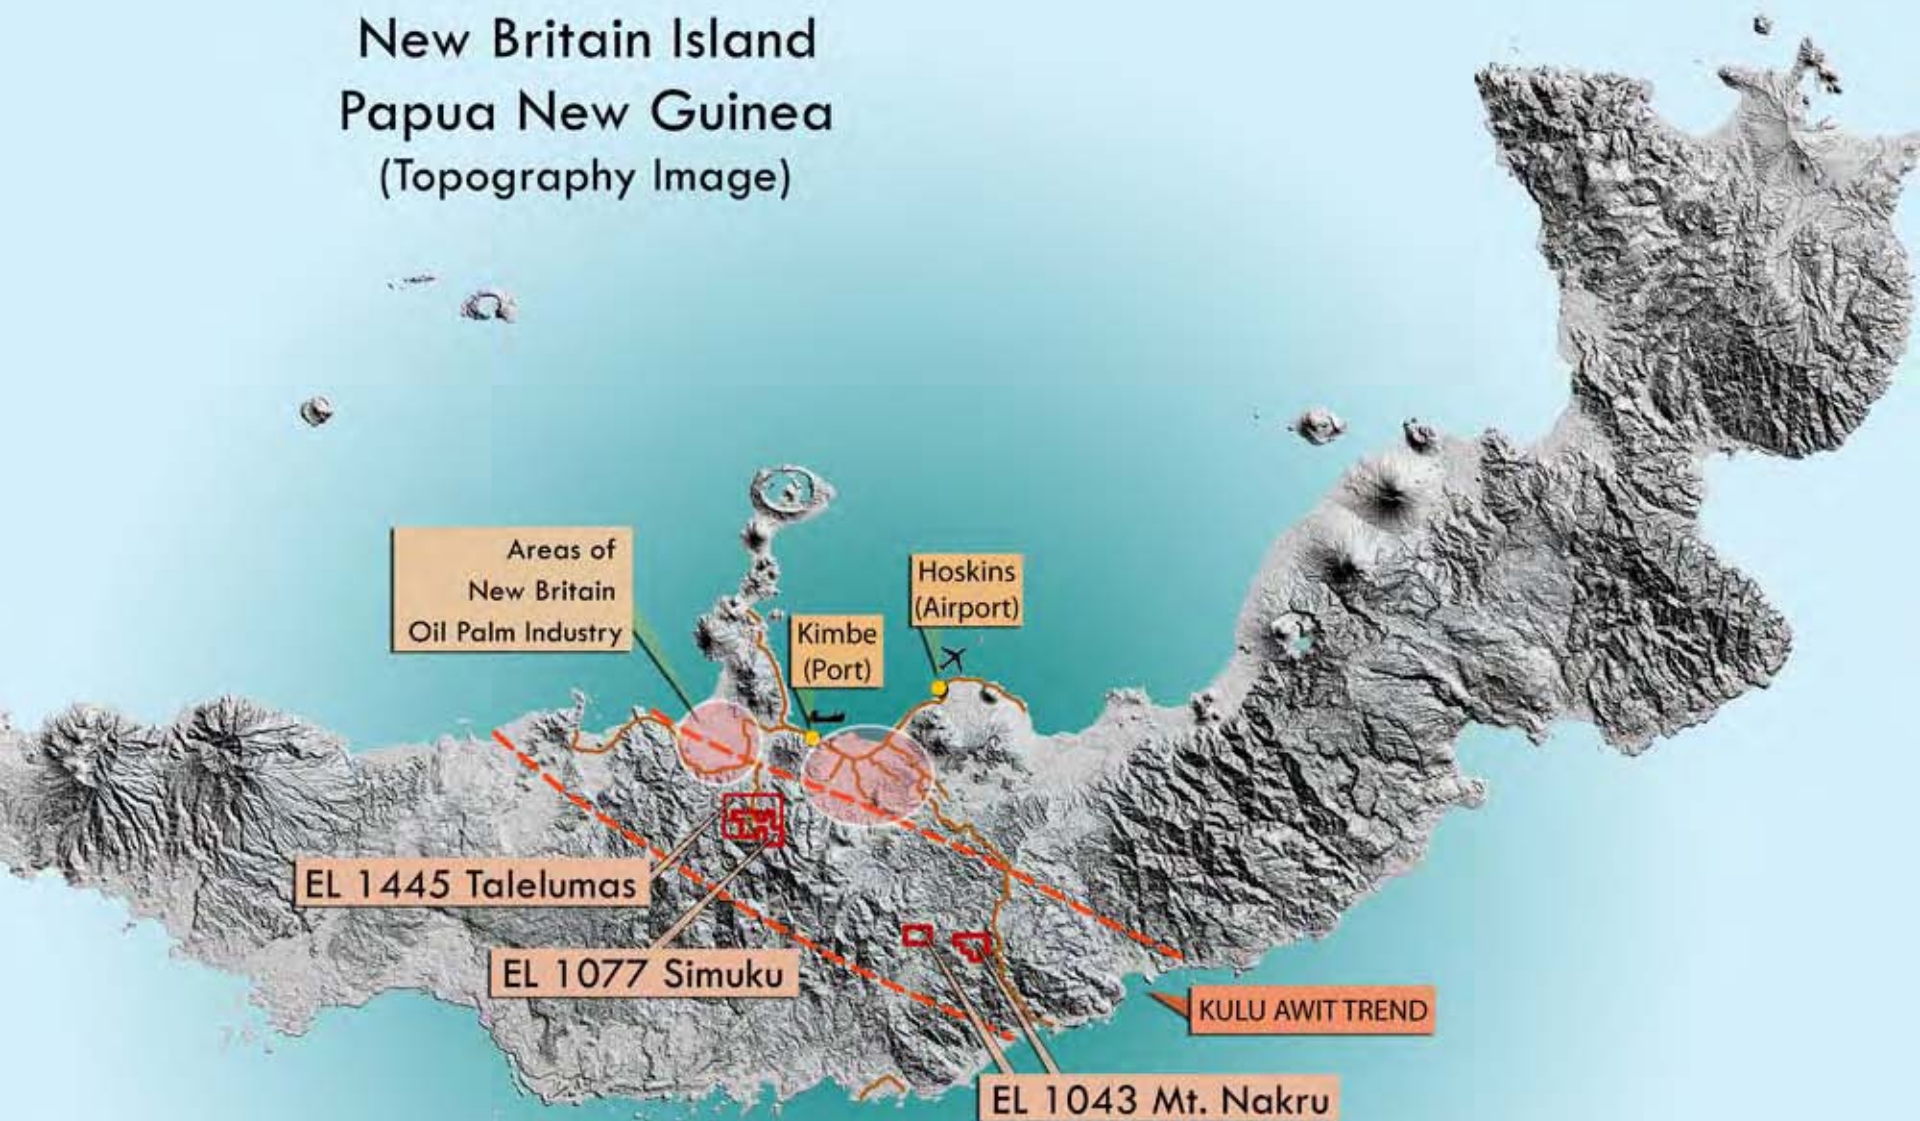 New Britain Island
Papua New Guinea
(Topography Image)
Areas of
New Britain
Oil Palm Industry
Hoskins
(Airport)
Kimbe
(Port)
EL 1445 Talelumas
EL 1077 Simuku
KULU AWIT TREND
EL 1043 Mt. Nakru